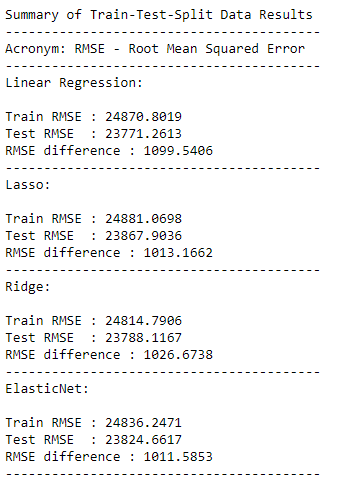 Summary of Train-Test-Split Data Results
----------------------------------------
Acronym: RMSE - Root Mean Squared Error
----------------------------------------
Linear Regression:
Train RMSE : 24870.8019
Test RMSE  : 23771.2613
RMSE difference : 1099.5406
----------------------------------------
Lasso:
Train RMSE : 24881.0698
Test RMSE  : 23867.9036
RMSE difference : 1013.1662
----------------------------------------
Ridge:
Train RMSE : 24814.7906
Test RMSE  : 23788.1167
RMSE difference : 1026.6738
----------------------------------------
ElasticNet:
Train RMSE : 24836.2471
Test RMSE  : 23824.6617
RMSE difference : 1011.5853
----------------------------------------